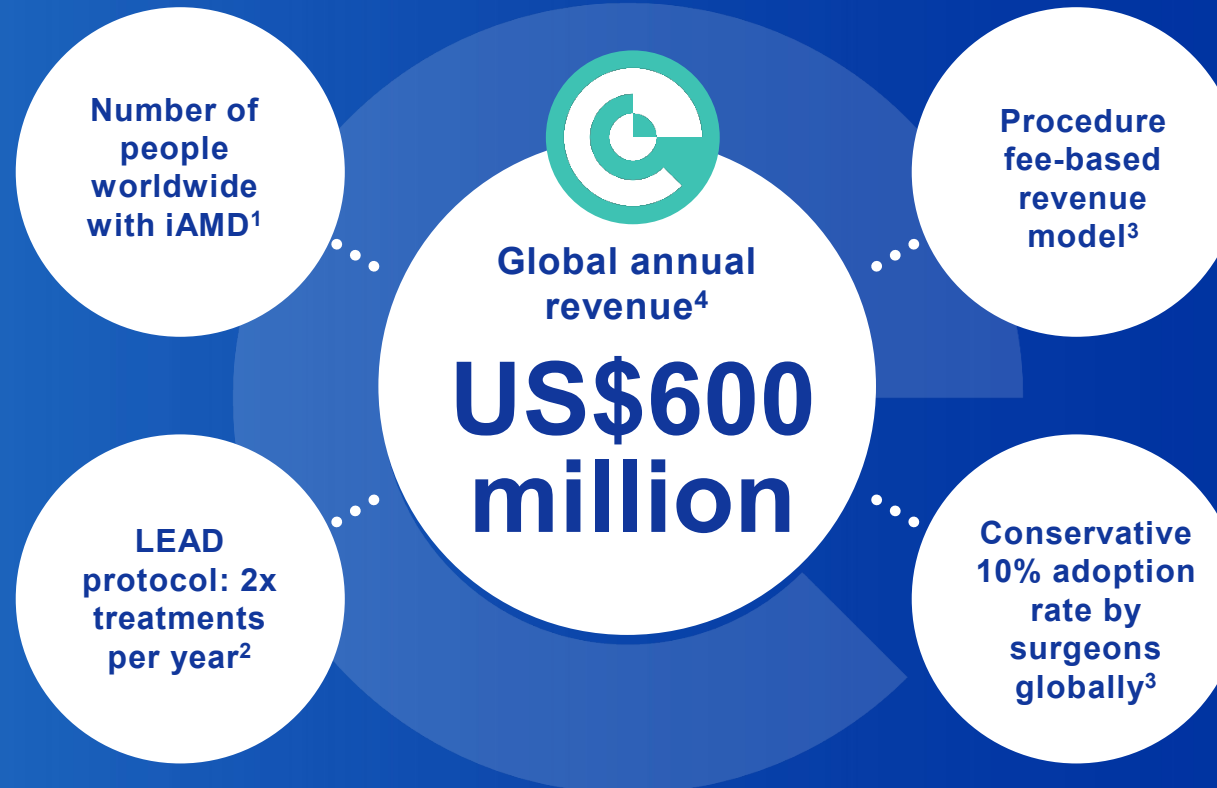 Number of
people
worldwide
with iAMD¹
Procedure
fee-based
revenue
model³
Global annual
revenue⁴
US$600
million
LEAD
protocol: 2x
treatments
per year²
Conservative
10% adoption
rate by
surgeons
globally³